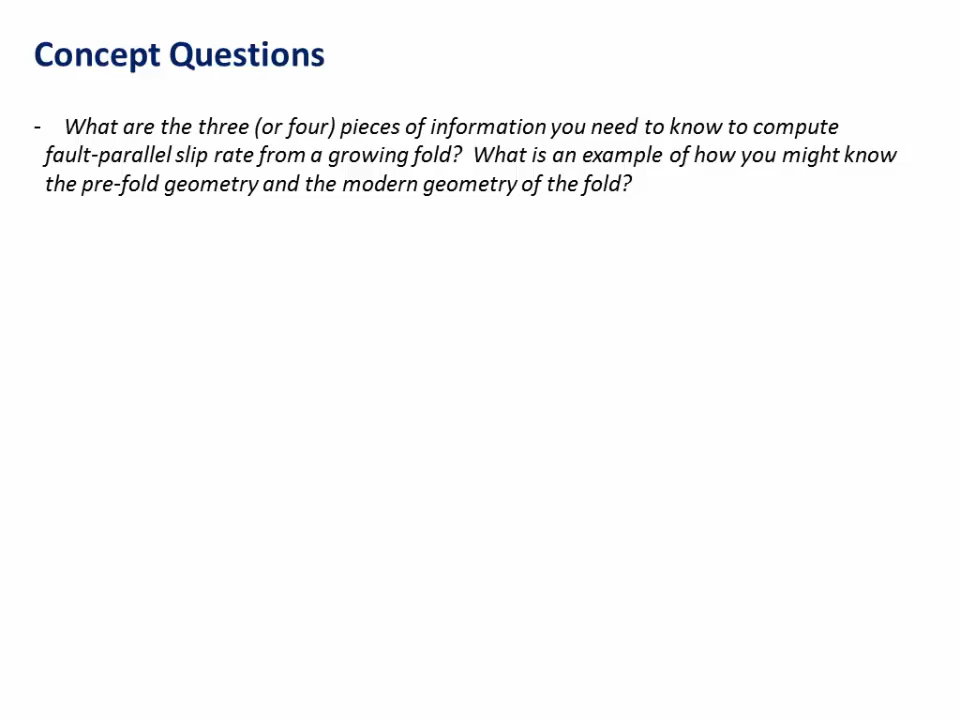 Concept Questions
- What are the three (or four) pieces of information you need to know to compute
fault-parallel slip rate from a growing fold? What is an example of how you might know
the pre-fold geometry and the modern geometry of the fold?